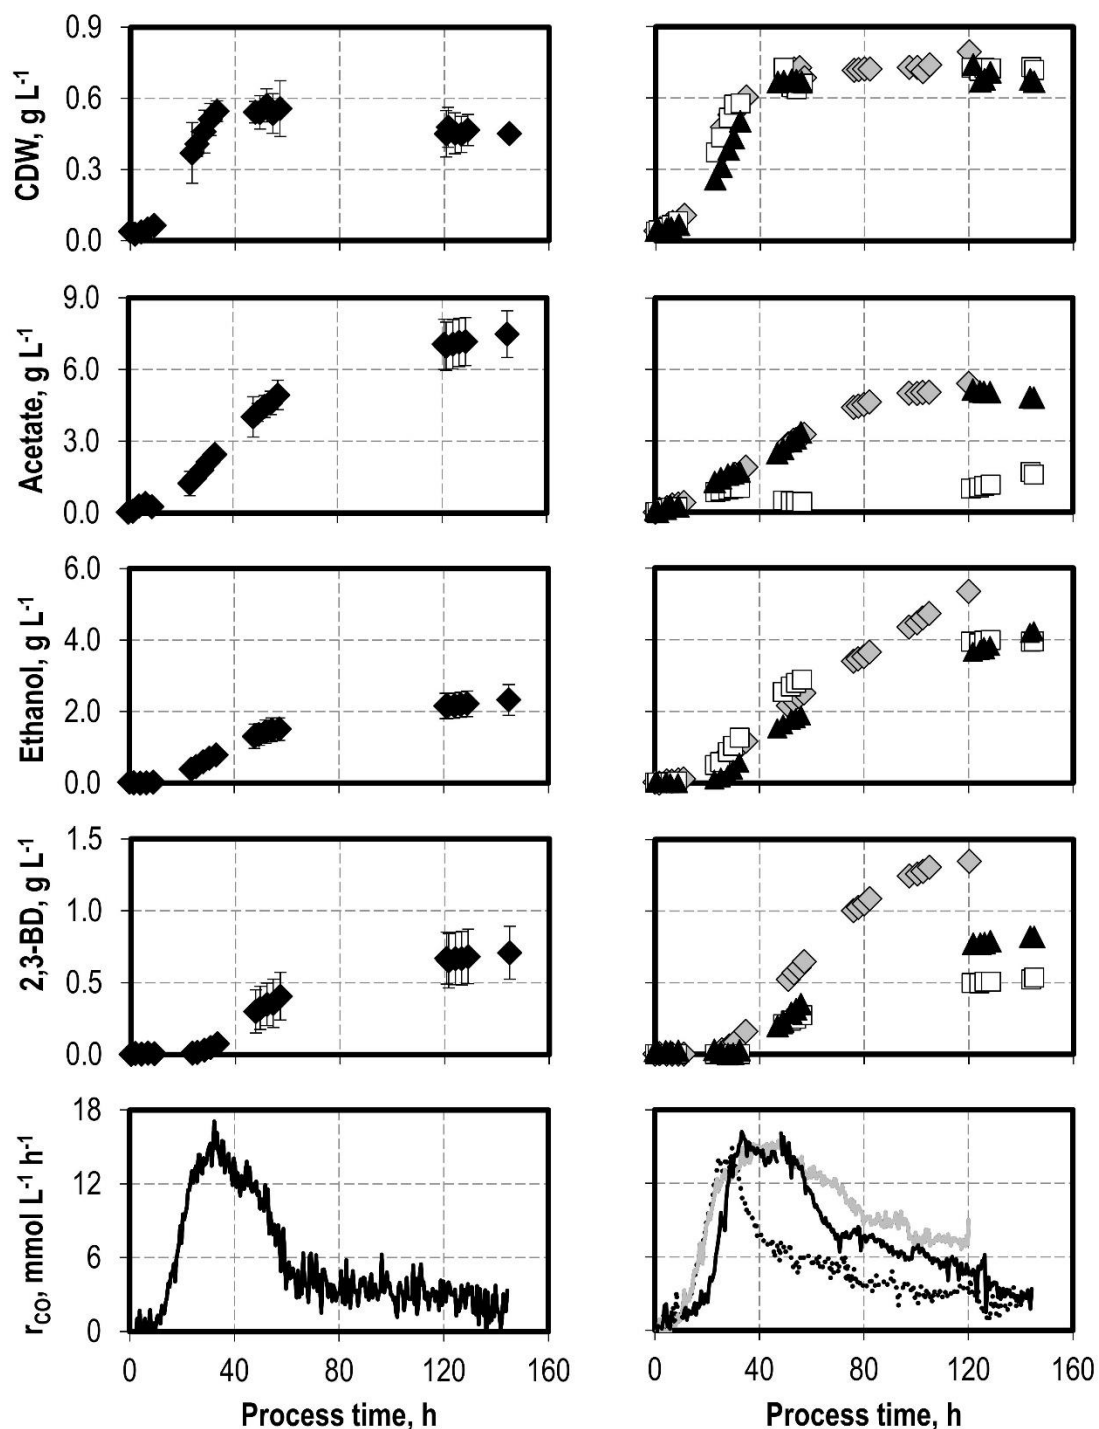 CDW, g L-1
0.9
0.6
0.3
0.0
Acetate, g L-1
9.0
6.0
3.0
0.0
Ethanol, g L-1
6.0
4.0
2.0
0.0
2,3-BD, g L-1
1.5
1.0
0.5
0.0
rCO, mmol L-1 h-1
18
12
6
0
0 40 80 120 160
Process time, h
0 40 80 120 160
Process time, h